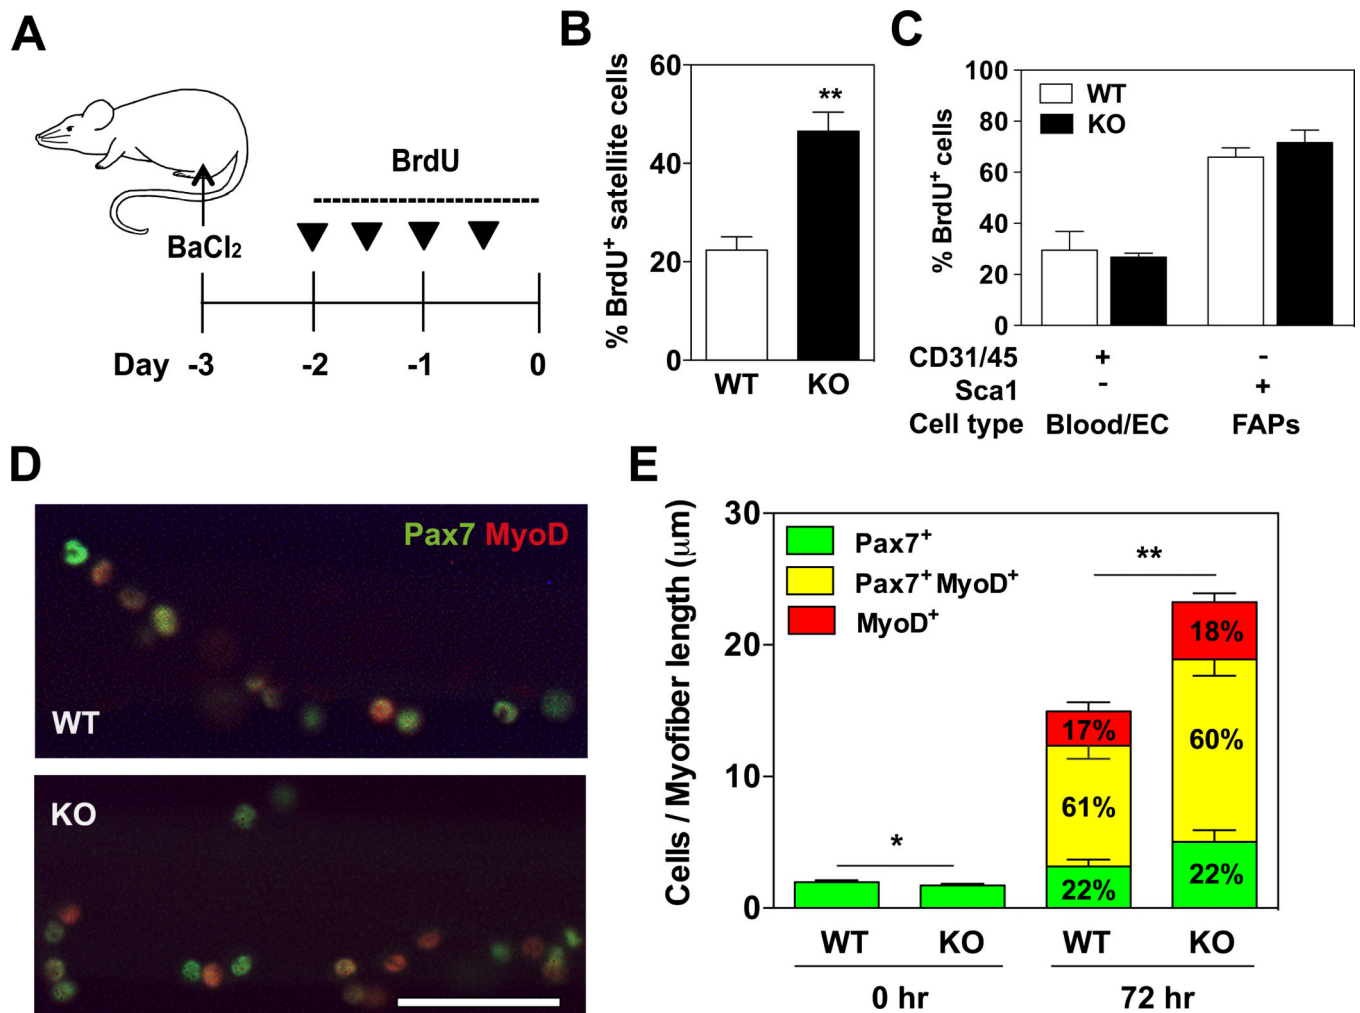 A
BaCl₂
BrdU
Day -3 -2 -1 0
B
% BrdU⁺ satellite cells
60
40
20
0
**
WT KO
C
% BrdU⁺ cells
100
80
60
40
20
0
WT
KO
CD31/45 + -
Sca1 - +
Cell type Blood/EC FAPs
D
Pax7 MyoD
WT
KO
E
Cells / Myofiber length (μm)
30
20
10
0
Pax7⁺
Pax7⁺MyoD⁺
MyoD⁺
*
**
17%
61%
22%
18%
60%
22%
WT KO WT KO
0 hr 72 hr